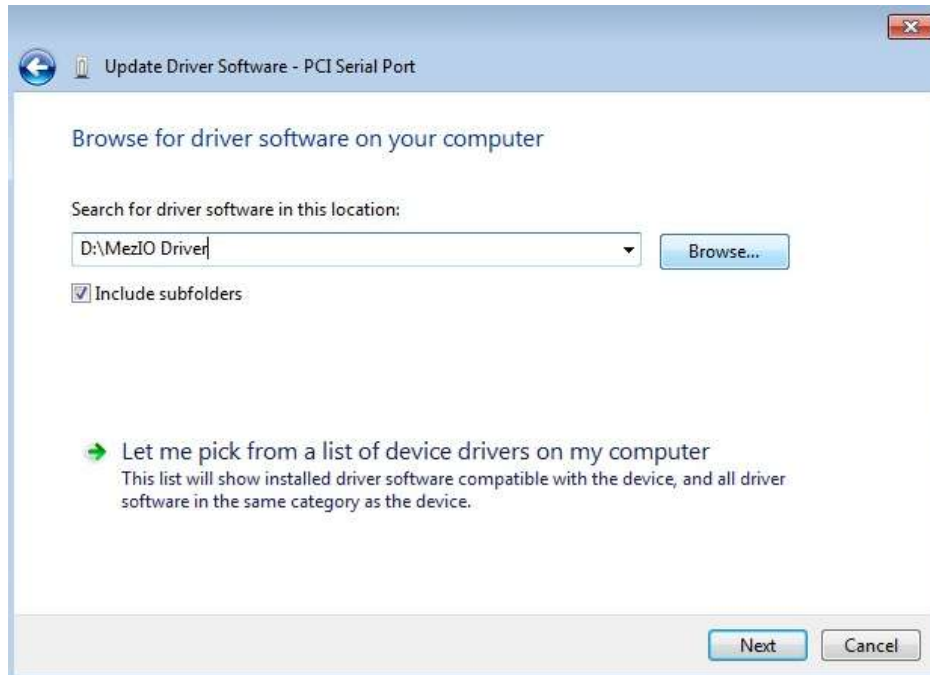 Update Driver Software - PCI Serial Port
Browse for driver software on your computer
Search for driver software in this location:
D:\MezIO Driver
Browse...
Include subfolders
Let me pick from a list of device drivers on my computer
This list will show installed driver software compatible with the device, and all driver
software in the same category as the device.
Next
Cancel